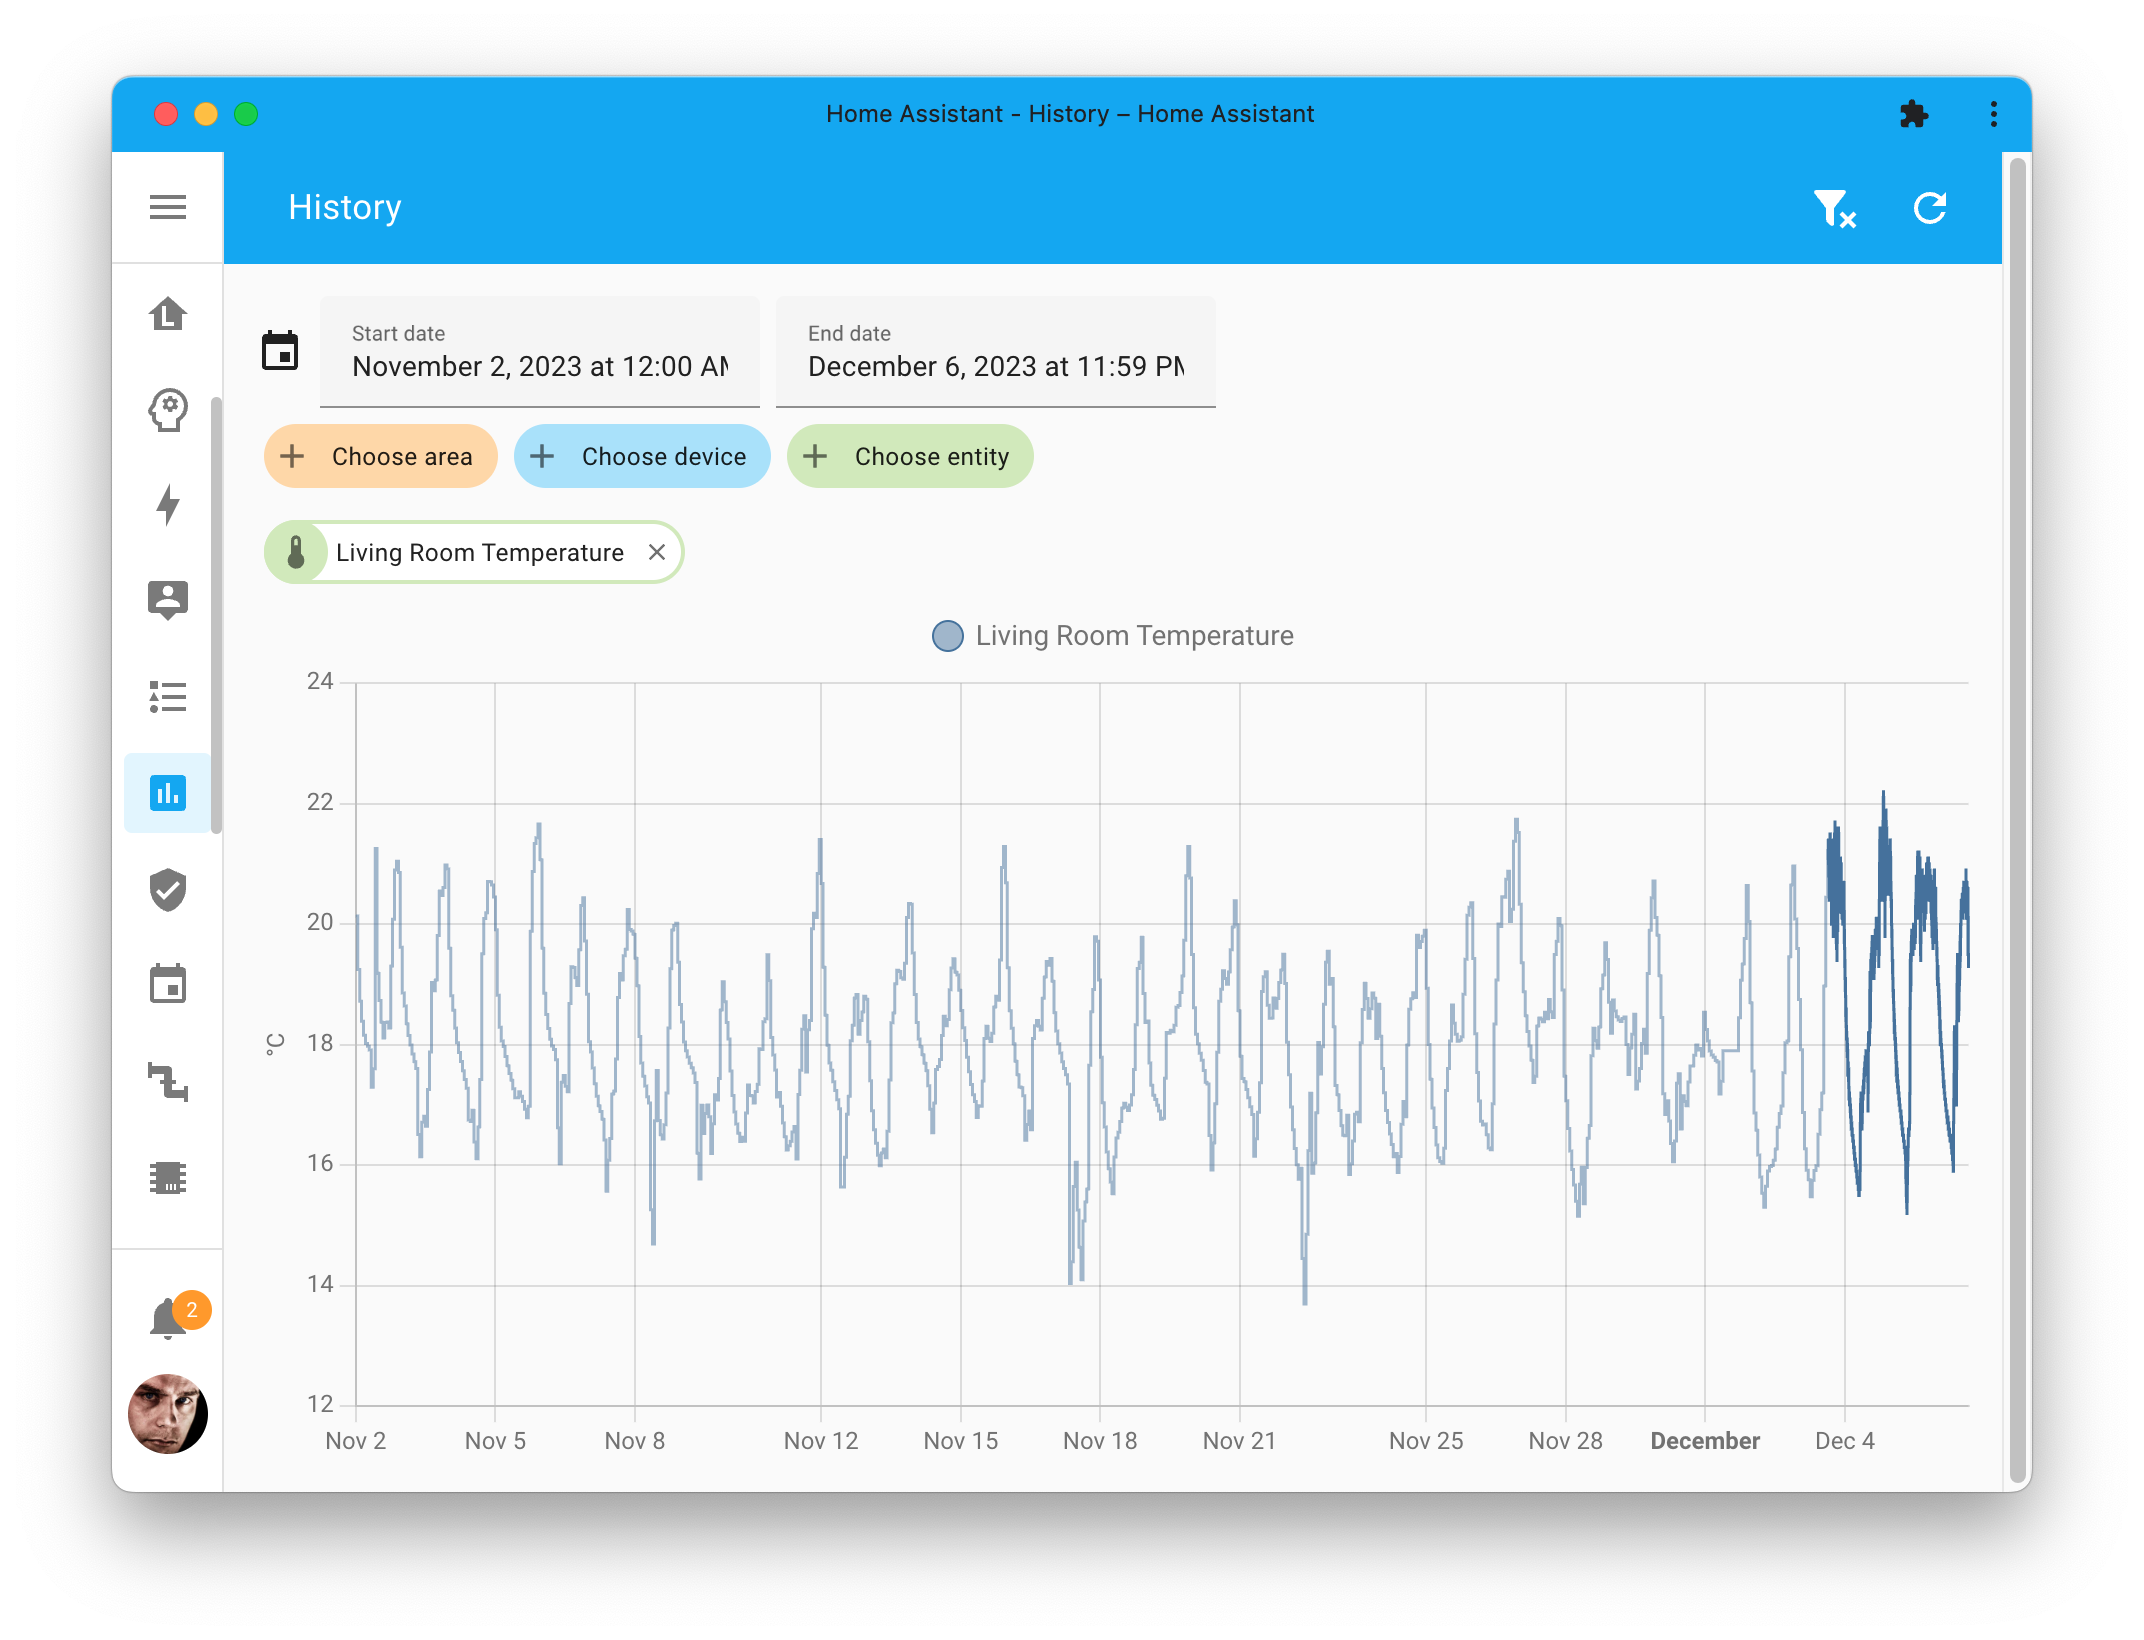 Home Assistant - History – Home Assistant
History
Start date
November 2, 2023 at 12:00 AM
End date
December 6, 2023 at 11:59 PM
Choose area
Choose device
Choose entity
Living Room Temperature
Living Room Temperature
24
22
20
18
16
14
12
°C
Nov 2
Nov 5
Nov 8
Nov 12
Nov 15
Nov 18
Nov 21
Nov 25
Nov 28
December
Dec 4
2